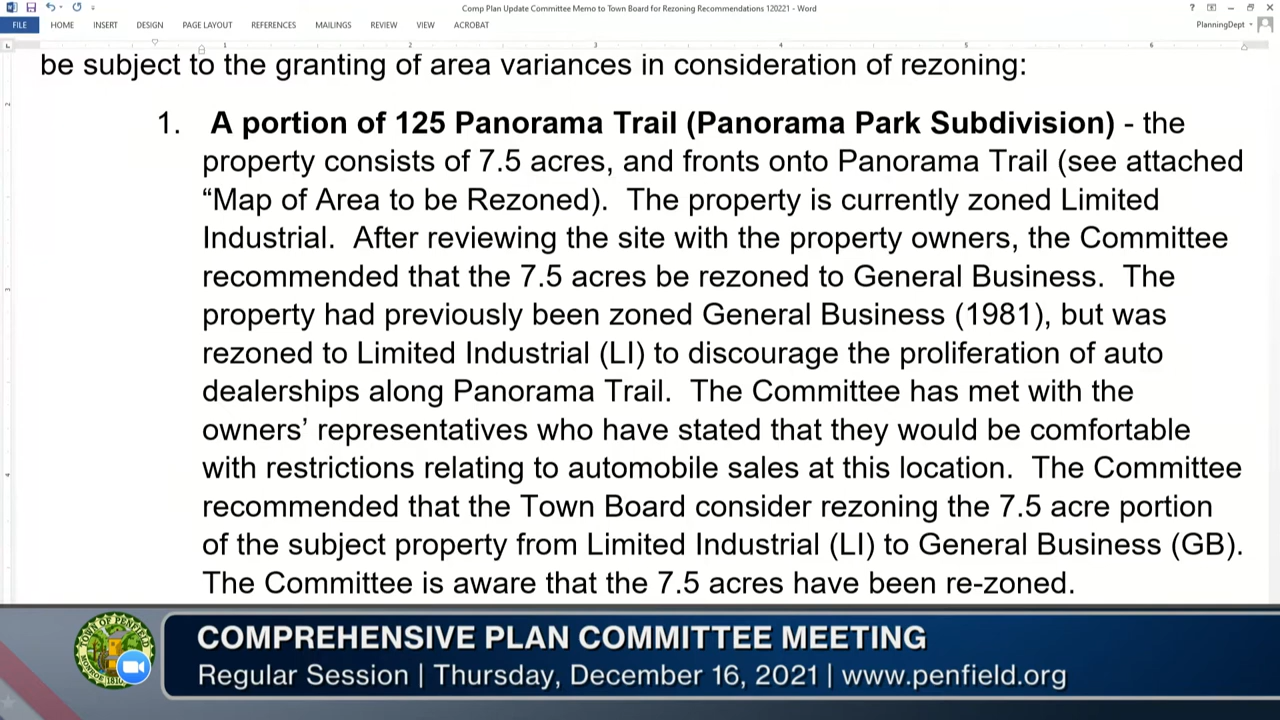 Comp Plan Update Committee Memo to Town Board for Rezoning Recommendations 120221 - Word
FILE HOME INSERT DESIGN PAGE LAYOUT REFERENCES MAILINGS REVIEW VIEW ACROBAT PlanningDept
be subject to the granting of area variances in consideration of rezoning:
1. A portion of 125 Panorama Trail (Panorama Park Subdivision) - the
property consists of 7.5 acres, and fronts onto Panorama Trail (see attached
“Map of Area to be Rezoned). The property is currently zoned Limited
Industrial. After reviewing the site with the property owners, the Committee
recommended that the 7.5 acres be rezoned to General Business. The
property had previously been zoned General Business (1981), but was
rezoned to Limited Industrial (LI) to discourage the proliferation of auto
dealerships along Panorama Trail. The Committee has met with the
owners’ representatives who have stated that they would be comfortable
with restrictions relating to automobile sales at this location. The Committee
recommended that the Town Board consider rezoning the 7.5 acre portion
of the subject property from Limited Industrial (LI) to General Business (GB).
The Committee is aware that the 7.5 acres have been re-zoned.
TOWN OF PENFIELD
COMPREHENSIVE PLAN COMMITTEE MEETING
Regular Session | Thursday, December 16, 2021 | www.penfield.org